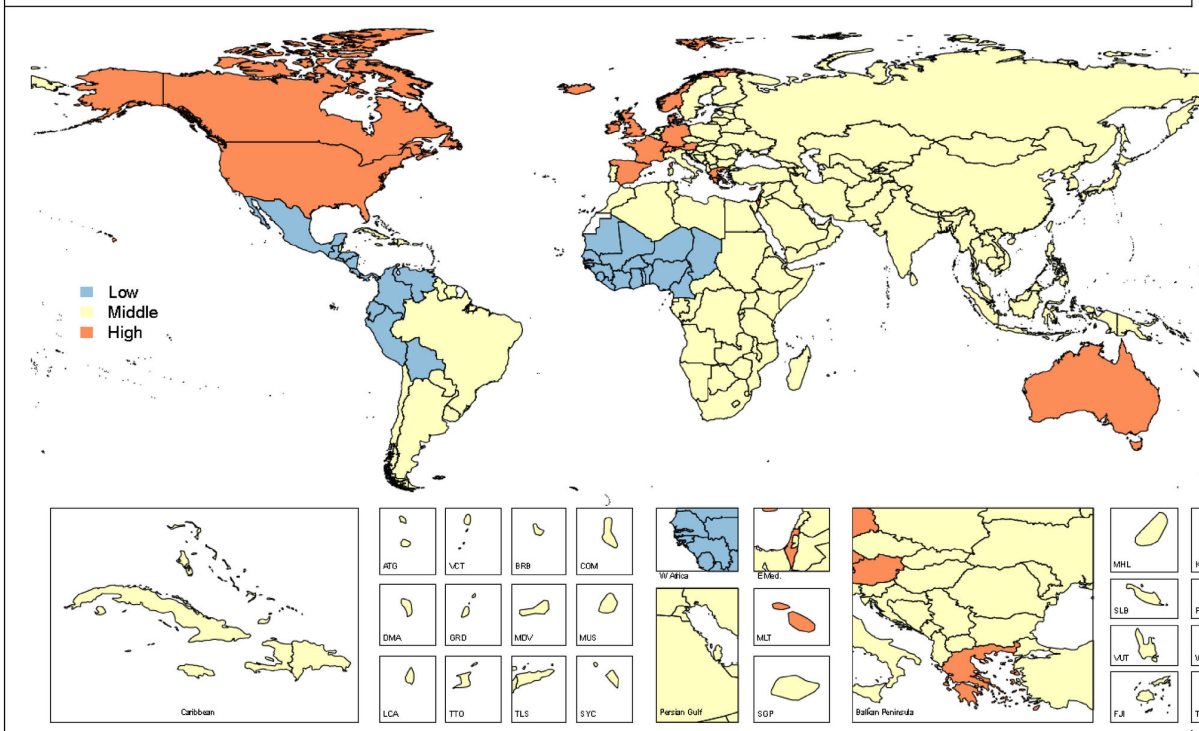 Low
Middle
High
Caribbean
ATG
VCT
BRB
COM
DMA
GRD
MDV
MUS
LCA
TTO
TLS
SYC
W Africa
E Med.
Persian Gulf
MLT
SGP
Balkan Peninsula
MHL
SLB
VUT
FJI